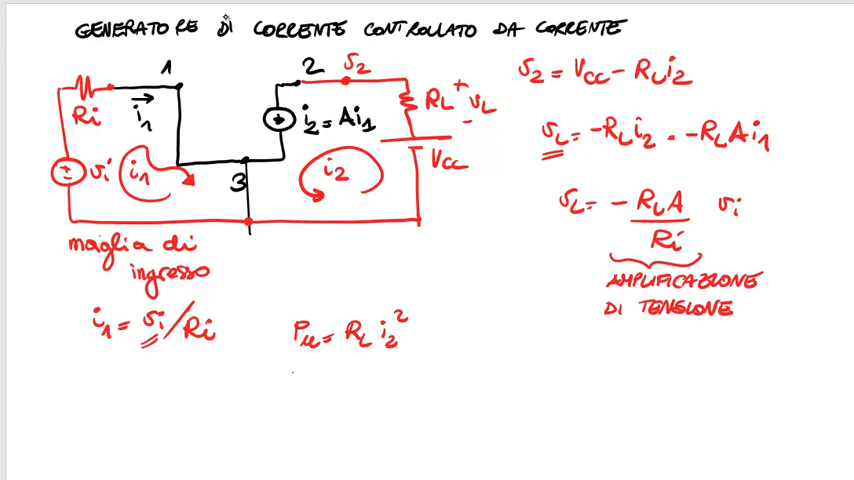 GENERATORE DI CORRENTE CONTROLLATO DA CORRENTE
1
2
v2
Ri
i1
i2 = Ai1
RL
+
vL
-
VCC
vi
i1
i2
3
maglia di
ingresso
i1 = vi/Ri
Pu = RL i2²
v2 = VCC - RL i2
vL = -RL i2 = -RL A i1
vL = - RL A / Ri vi
AMPLIFICAZIONE
DI TENSIONE